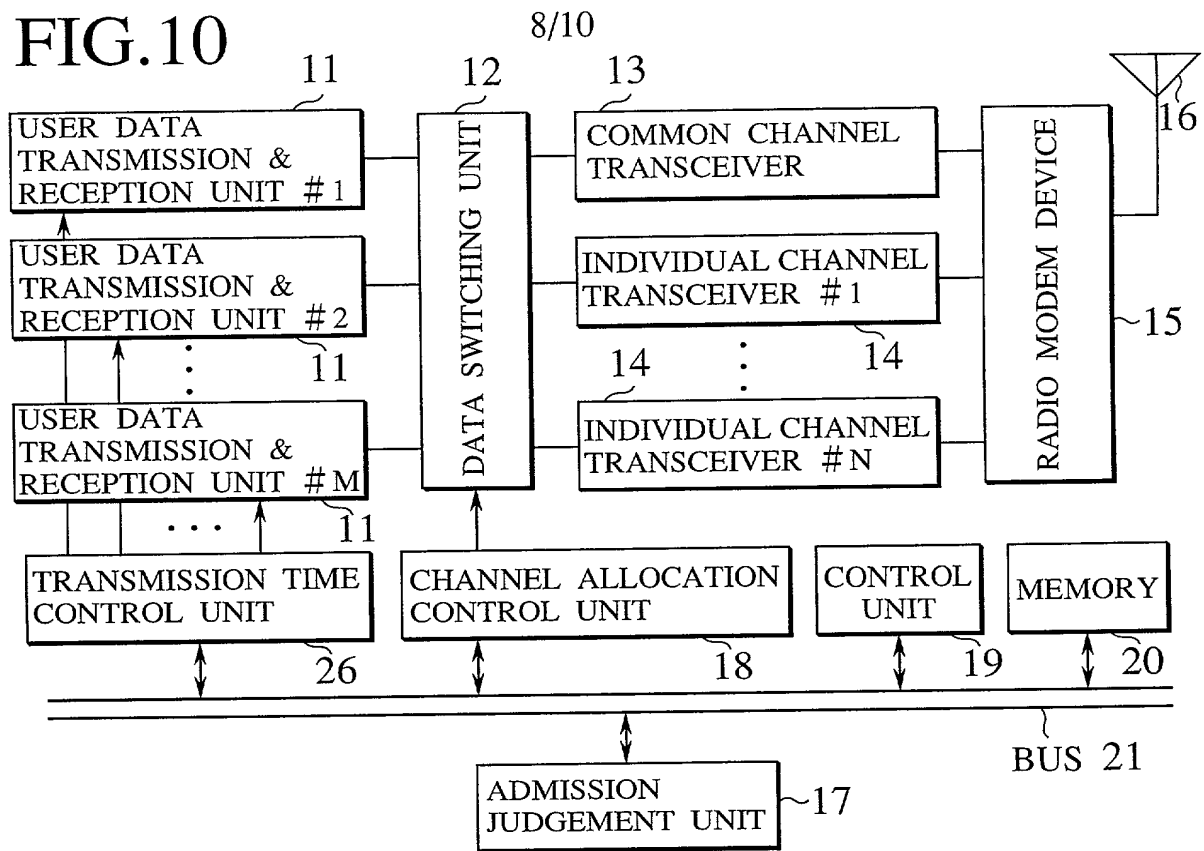 FIG.10
8/10
11
12
13
16
USER DATA
TRANSMISSION &
RECEPTION UNIT #1
DATA SWITCHING UNIT
COMMON CHANNEL
TRANSCEIVER
RADIO MODEM DEVICE
USER DATA
TRANSMISSION &
RECEPTION UNIT #2
11
INDIVIDUAL CHANNEL
TRANSCEIVER #1
14
15
14
USER DATA
TRANSMISSION &
RECEPTION UNIT #M
11
INDIVIDUAL CHANNEL
TRANSCEIVER #N
TRANSMISSION TIME
CONTROL UNIT
26
CHANNEL ALLOCATION
CONTROL UNIT
18
CONTROL
UNIT
19
MEMORY
20
BUS 21
ADMISSION
JUDGEMENT UNIT
17